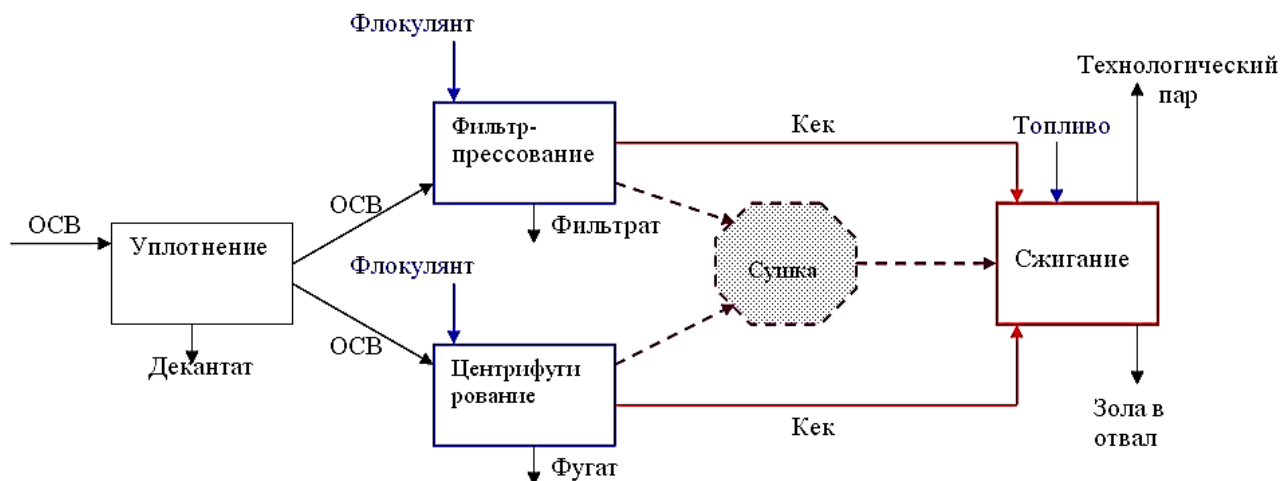 Флокулянт
Технологический
пар
Фильтр-
прессование
Кек
Топливо
ОСВ
ОСВ
Уплотнение
Фильтрат
Флокулянт
Сушка
Сжигание
ОСВ
Декантат
Центрифуги
рование
Кек
Зола в
отвал
Фугат